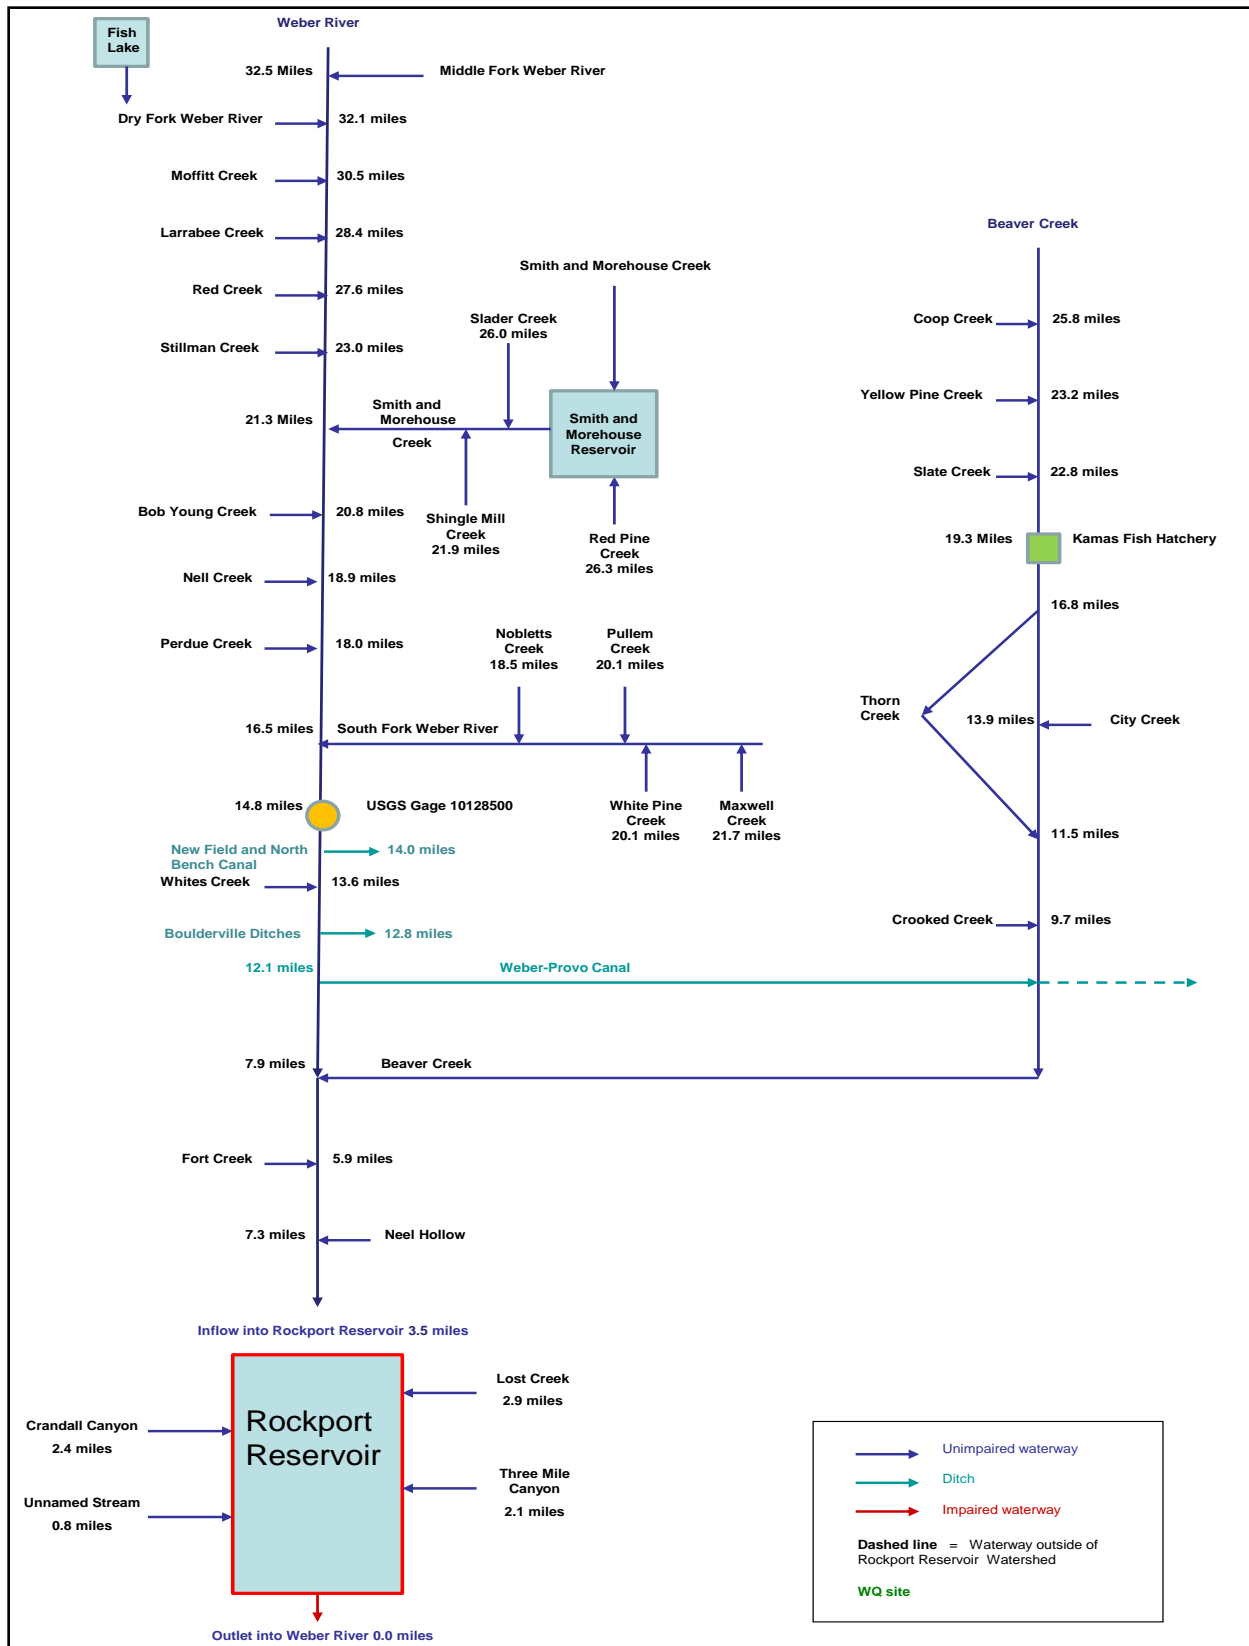 Weber River
Fish
Lake
32.5 Miles
Middle Fork Weber River
Dry Fork Weber River
32.1 miles
Moffitt Creek
30.5 miles
Larrabee Creek
28.4 miles
Red Creek
27.6 miles
Stillman Creek
23.0 miles
Smith and Morehouse Creek
Slader Creek
26.0 miles
21.3 Miles
Smith and
Morehouse
Creek
Smith and
Morehouse
Reservoir
Bob Young Creek
20.8 miles
Shingle Mill
Creek
21.9 miles
Red Pine
Creek
26.3 miles
Nell Creek
18.9 miles
Perdue Creek
18.0 miles
Nobletts
Creek
18.5 miles
Pullem
Creek
20.1 miles
16.5 miles
South Fork Weber River
White Pine
Creek
20.1 miles
Maxwell
Creek
21.7 miles
14.8 miles
USGS Gage 10128500
New Field and North
Bench Canal
14.0 miles
Whites Creek
13.6 miles
Boulderville Ditches
12.8 miles
12.1 miles
Weber-Provo Canal
Beaver Creek
Coop Creek
25.8 miles
Yellow Pine Creek
23.2 miles
Slate Creek
22.8 miles
19.3 Miles
Kamas Fish Hatchery
16.8 miles
Thorn
Creek
13.9 miles
City Creek
11.5 miles
Crooked Creek
9.7 miles
7.9 miles
Beaver Creek
Fort Creek
5.9 miles
7.3 miles
Neel Hollow
Inflow into Rockport Reservoir 3.5 miles
Rockport
Reservoir
Lost Creek
2.9 miles
Crandall Canyon
2.4 miles
Three Mile
Canyon
2.1 miles
Unnamed Stream
0.8 miles
Outlet into Weber River 0.0 miles
Unimpaired waterway
Ditch
Impaired waterway
Dashed line = Waterway outside of
Rockport Reservoir Watershed
WQ site